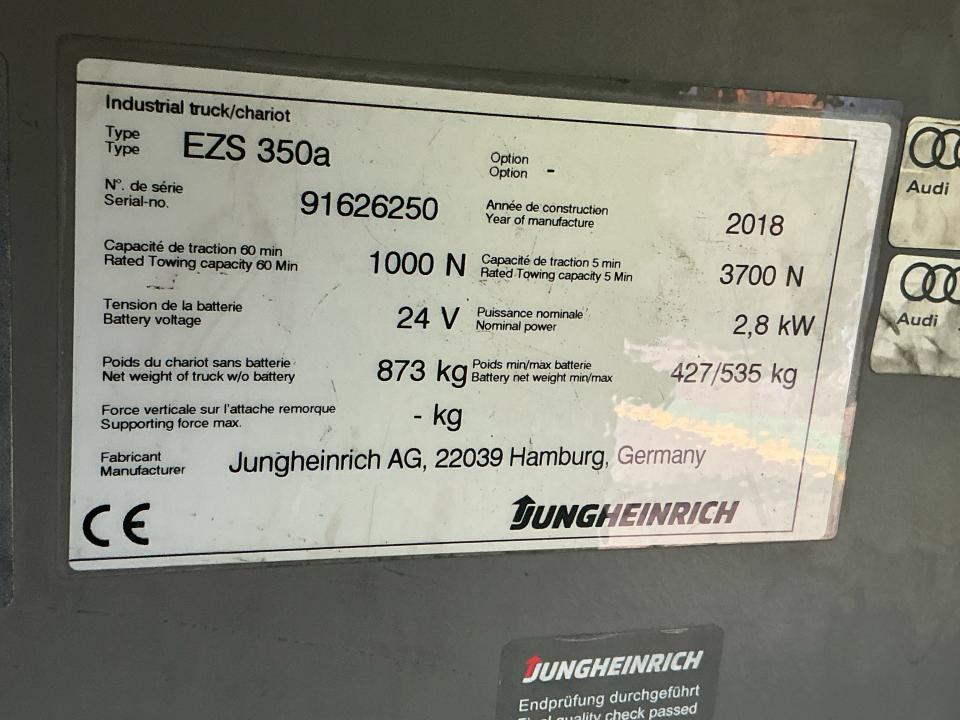 Industrial truck/chariot
Type
Type
EZS 350a
Option
Option
-
N°. de série
Serial-no.
91626250
Année de construction
Year of manufacture
2018
Capacité de traction 60 min
Rated Towing capacity 60 Min
1000 N
Capacité de traction 5 min
Rated Towing capacity 5 Min
3700 N
Tension de la batterie
Battery voltage
24 V
Puissance nominale
Nominal power
2,8 kW
Poids du chariot sans batterie
Net weight of truck w/o battery
873 kg
Poids min/max batterie
Battery net weight min/max
427/535 kg
Force verticale sur l'attache remorque
Supporting force max.
- kg
Fabricant
Manufacturer
Jungheinrich AG, 22039 Hamburg, Germany
CE
JUNGHEINRICH
Audi
Audi
JUNGHEINRICH
Endprüfung durchgeführt
Final quality check passed